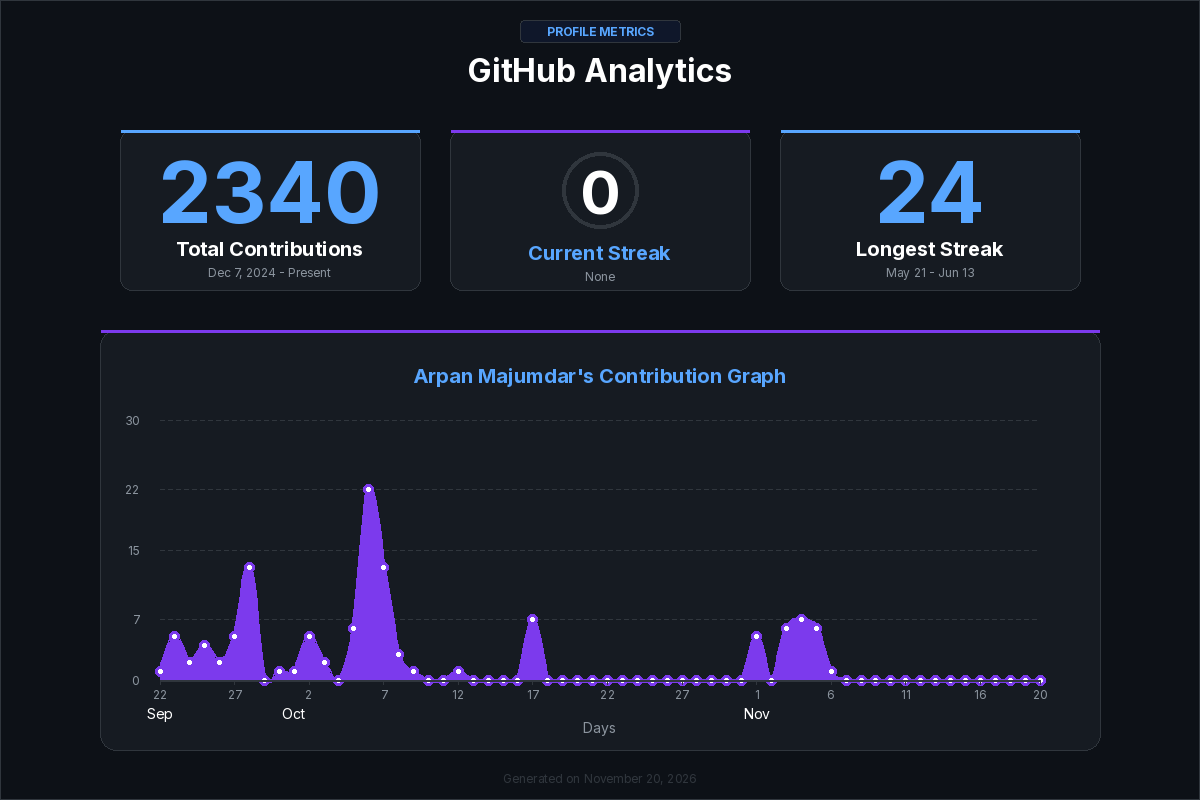 PROFILE METRICS
GitHub Analytics
2340
Total Contributions
Dec 7, 2024 - Present
0
Current Streak
None
24
Longest Streak
May 21 - Jun 13
Arpan Majumdar's Contribution Graph
30
22
15
7
0
22 27 2 7 12 17 22 27 1 6 11 16 20
Sep Oct Nov
Days
Generated on November 20, 2026